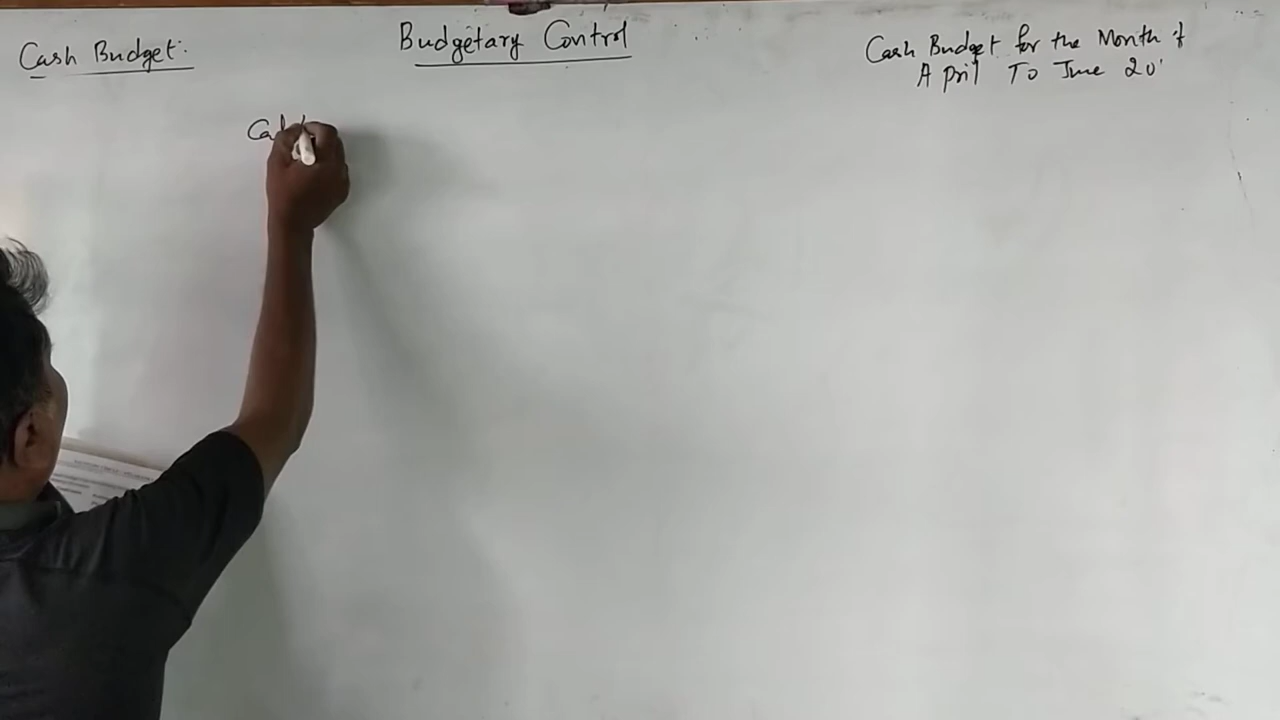 Cash Budget:
Budgetary Control
Cash Budget for the Month of
April To June 20